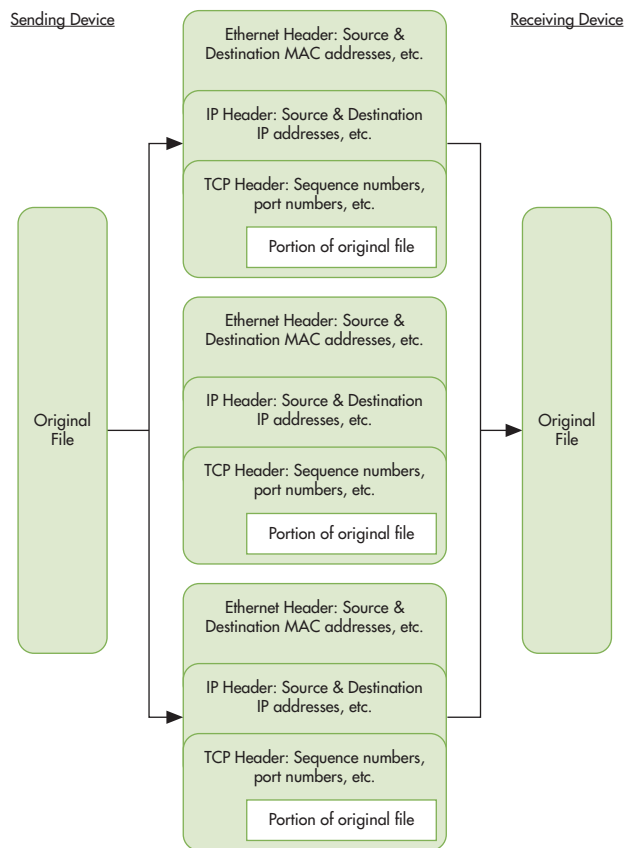 Sending Device
Receiving Device
Ethernet Header: Source &
Destination MAC addresses, etc.
IP Header: Source & Destination
IP addresses, etc.
TCP Header: Sequence numbers,
port numbers, etc.
Portion of original file
Ethernet Header: Source &
Destination MAC addresses, etc.
IP Header: Source & Destination
IP addresses, etc.
TCP Header: Sequence numbers,
port numbers, etc.
Portion of original file
Ethernet Header: Source &
Destination MAC addresses, etc.
IP Header: Source & Destination
IP addresses, etc.
TCP Header: Sequence numbers,
port numbers, etc.
Portion of original file
Original
File
Original
File